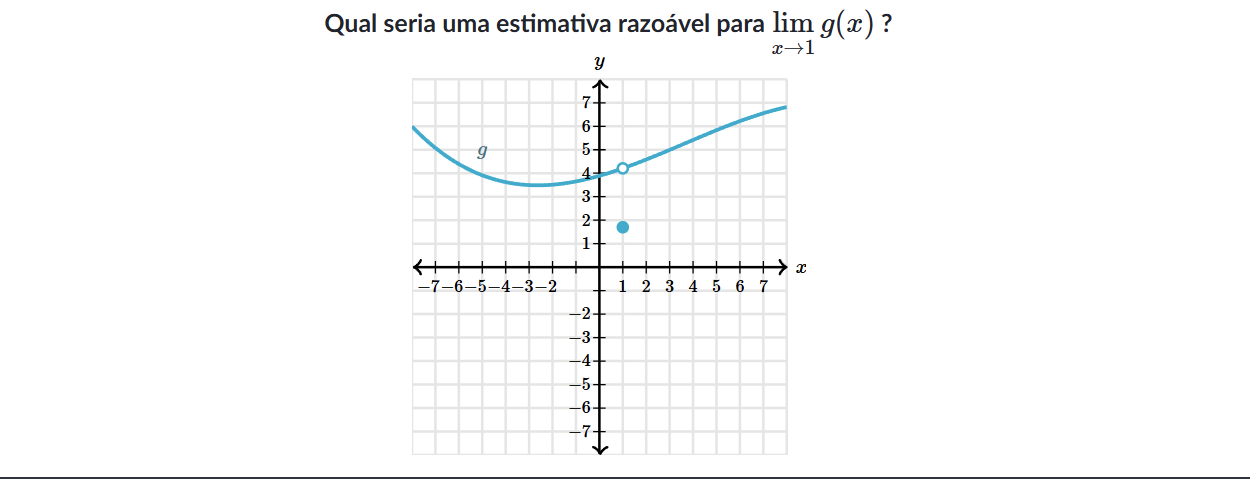 Qual seria uma estimativa razoável para lim g(x) ?
x→1
y
7
6
5
g
4
3
2
1
x
−7 −6 −5 −4 −3 −2 1 2 3 4 5 6 7
−2
−3
−4
−5
−6
−7